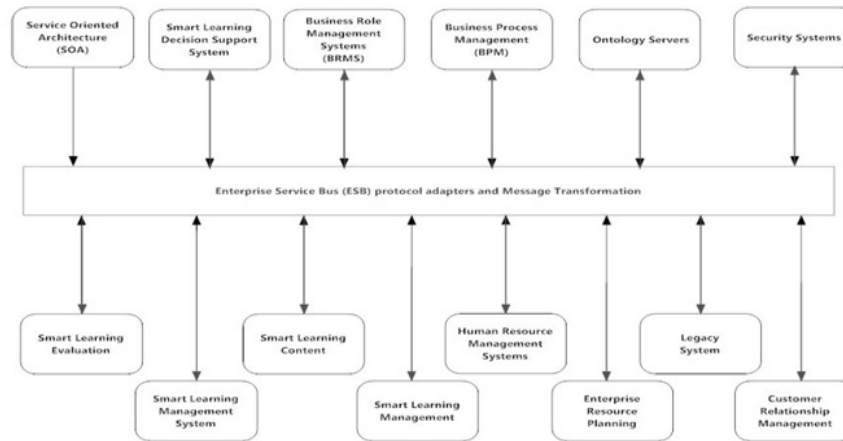 Service Oriented
Architecture
(SOA)
Smart Learning
Decision Support
System
Business Role
Management
Systems
(BRMS)
Business Process
Management
(BPM)
Ontology Servers
Security Systems
Enterprise Service Bus (ESB) protocol adapters and Message Transformation
Smart Learning
Evaluation
Smart Learning
Content
Human Resource
Management
Systems
Legacy
System
Smart Learning
Management
System
Smart Learning
Management
Enterprise
Resource
Planning
Customer
Relationship
Management